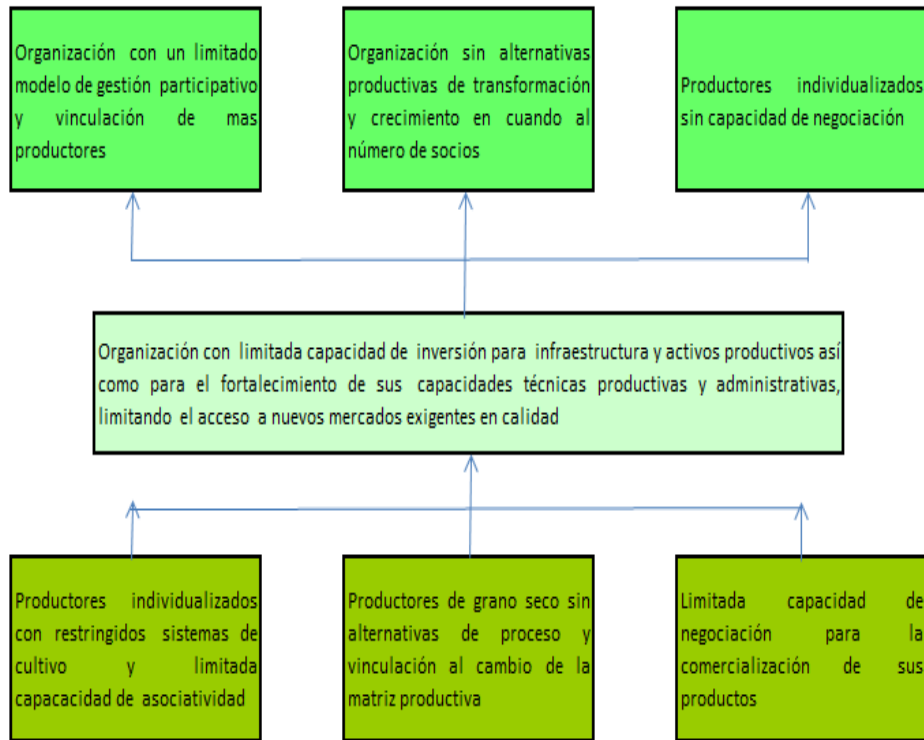 Organización con un limitado
modelo de gestión participativo
y vinculación de mas
productores
Organización sin alternativas
productivas de transformación
y crecimiento en cuando al
número de socios
Productores individualizados
sin capacidad de negociación
Organización con limitada capacidad de inversión para infraestructura y activos productivos así
como para el fortalecimiento de sus capacidades técnicas productivas y administrativas,
limitando el acceso a nuevos mercados exigentes en calidad
Productores individualizados
con restringidos sistemas de
cultivo y limitada
capacacidad de asociatividad
Productores de grano seco sin
alternativas de proceso y
vinculación al cambio de la
matriz productiva
Limitada capacidad de
negociación para la
comercialización de sus
productos